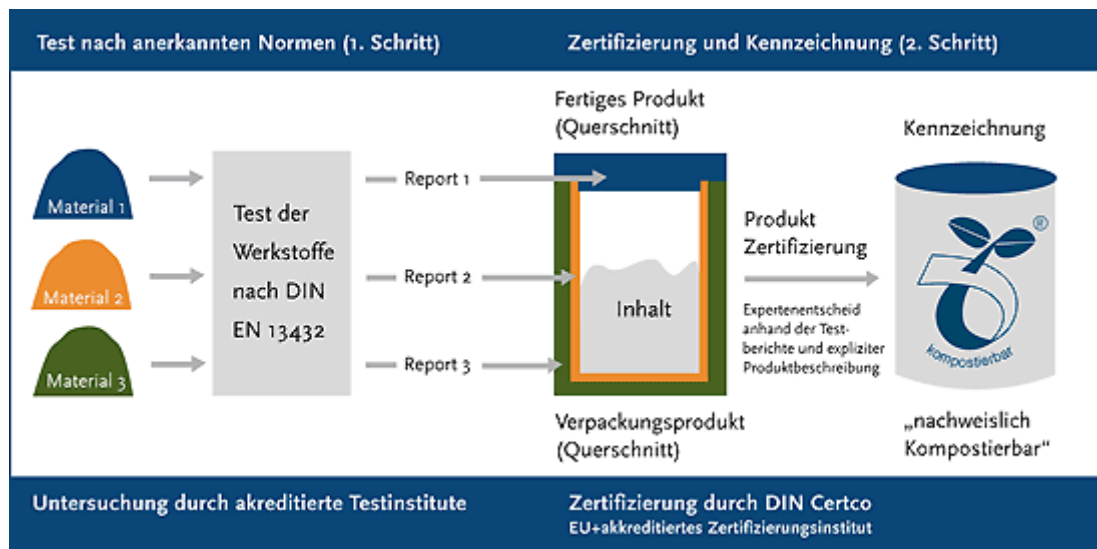 Test nach anerkannten Normen (1. Schritt)
Zertifizierung und Kennzeichnung (2. Schritt)
Material 1
Material 2
Material 3
Test der
Werkstoffe
nach DIN
EN 13432
Report 1
Report 2
Report 3
Fertiges Produkt
(Querschnitt)
Inhalt
Verpackungsprodukt
(Querschnitt)
Produkt
Zertifizierung
Expertenentscheid
anhand der Test-
berichte und expliziter
Produktbeschreibung
Kennzeichnung
®
kompostierbar
„nachweislich
Kompostierbar“
Untersuchung durch akreditierte Testinstitute
Zertifizierung durch DIN Certco
EU+akkreditiertes Zertifizierungsinstitut